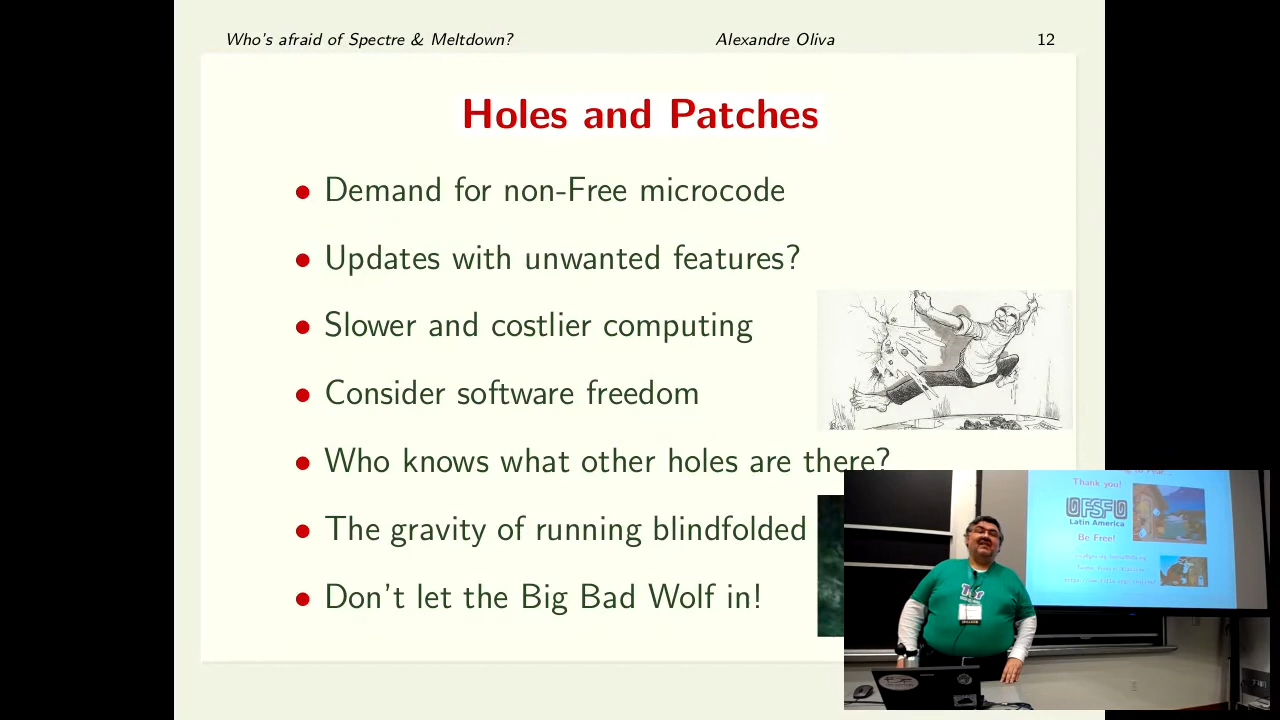 Who's afraid of Spectre & Meltdown? Alexandre Oliva 12
Holes and Patches
• Demand for non-Free microcode
• Updates with unwanted features?
• Slower and costlier computing
• Consider software freedom
• Who knows what other holes are there?
• The gravity of running blindfolded
• Don't let the Big Bad Wolf in!
Thank you!
FSF
Latin America
Be Free!